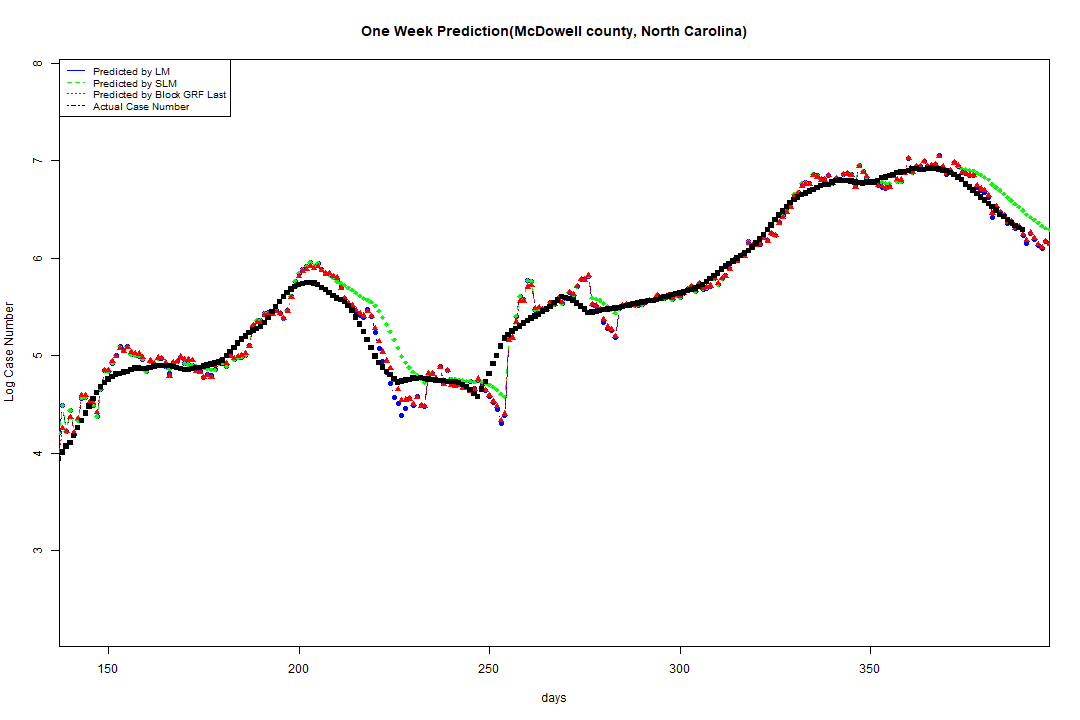 One Week Prediction(McDowell county, North Carolina)
Predicted by LM
Predicted by SLM
Predicted by Block GRF Last
Actual Case Number
8
7
6
5
4
3
Log Case Number
150 200 250 300 350
days